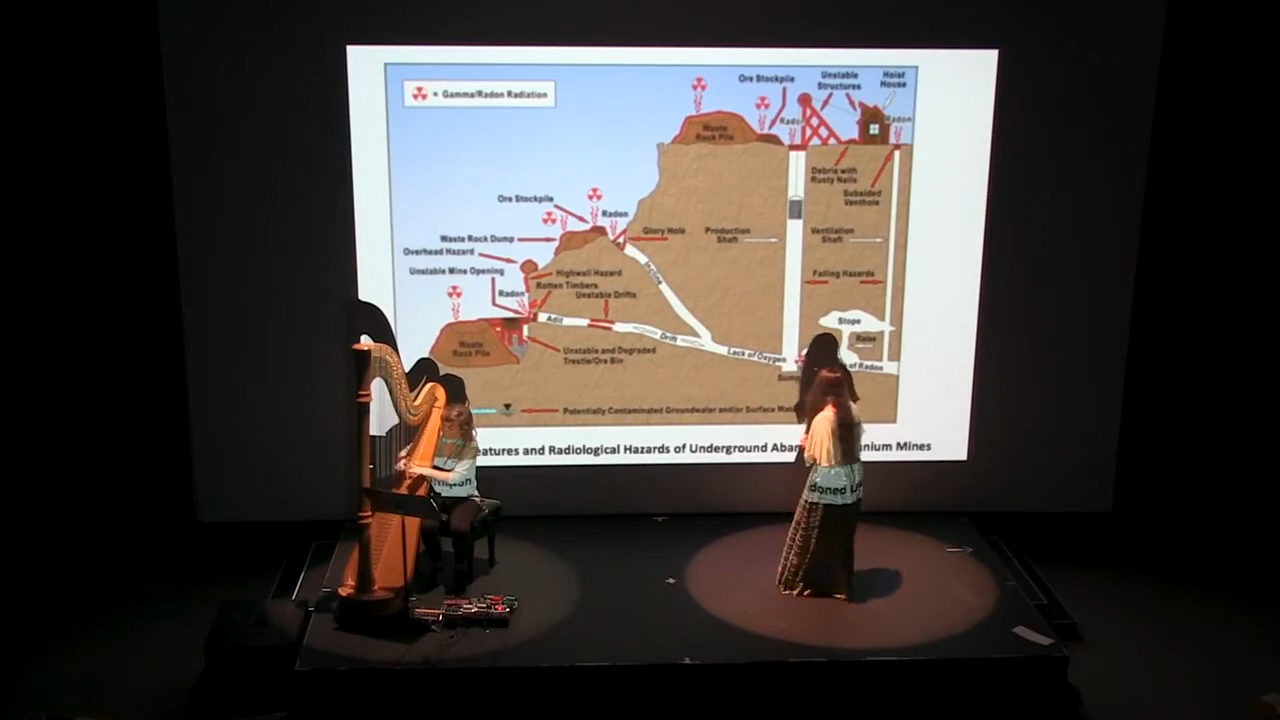 = Gamma/Radon Radiation
Ore Stockpile
Unstable
Structures
Hoist
House
Waste
Rock Pile
Radon
Radon
Debris with
Rusty Nails
Subsided
Venthole
Ore Stockpile
Radon
Waste Rock Dump
Glory Hole
Production
Shaft
Ventilation
Shaft
Overhead Hazard
Unstable Mine Opening
Highwall Hazard
Incline
Falling Hazards
Rotten Timbers
Radon
Unstable Drifts
Adit
Drift
Stope
Raise
Waste
Rock Pile
Unstable and Degraded
Trestle/Ore Bin
Lack of Oxygen
of Radon
Sump
Potentially Contaminated Groundwater and/or Surface
eatures and Radiological Hazards of Underground Aban
anium Mines
doned U